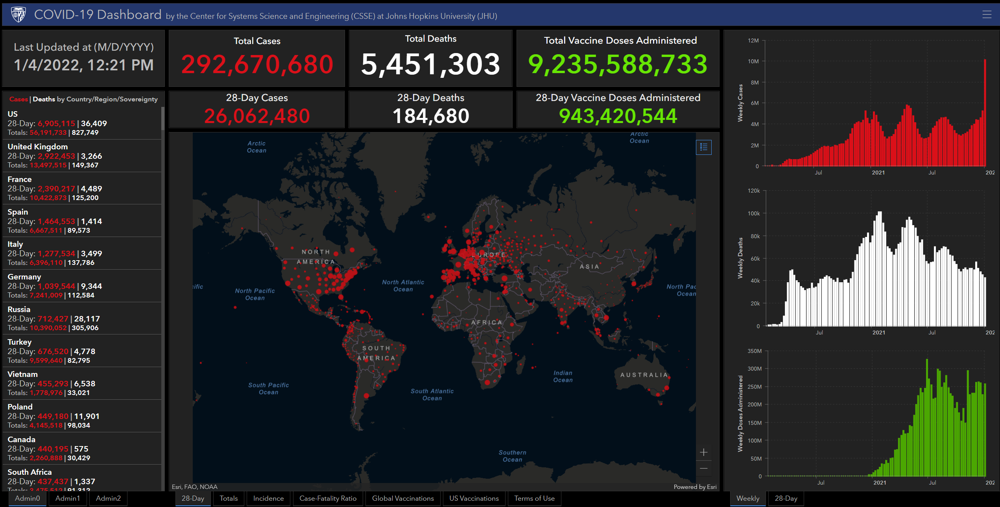 COVID-19 Dashboard by the Center for Systems Science and Engineering (CSSE) at Johns Hopkins University (JHU)
Last Updated at (M/D/YYYY)
1/4/2022, 12:21 PM
Total Cases
292,670,680
Total Deaths
5,451,303
Total Vaccine Doses Administered
9,235,588,733
28-Day Cases
26,062,480
28-Day Deaths
184,680
28-Day Vaccine Doses Administered
943,420,544
Cases | Deaths by Country/Region/Sovereignty
US
28-Day: 6,905,115 | 36,409
Totals: 56,191,733 | 827,749
United Kingdom
28-Day: 2,922,453 | 3,266
Totals: 13,497,515 | 149,367
France
28-Day: 2,390,217 | 4,489
Totals: 10,422,873 | 125,200
Spain
28-Day: 1,464,553 | 1,414
Totals: 6,667,511 | 89,573
Italy
28-Day: 1,277,534 | 3,499
Totals: 6,396,110 | 137,786
Germany
28-Day: 1,039,544 | 9,344
Totals: 7,241,009 | 112,584
Russia
28-Day: 712,427 | 28,117
Totals: 10,390,052 | 305,906
Turkey
28-Day: 676,520 | 4,778
Totals: 9,599,640 | 82,795
Vietnam
28-Day: 455,293 | 6,538
Totals: 1,778,976 | 33,021
Poland
28-Day: 449,180 | 11,901
Totals: 4,145,518 | 98,034
Canada
28-Day: 440,195 | 575
Totals: 2,260,888 | 30,429
South Africa
28-Day: 437,437 | 1,337
Totals: 3,475,512 | 91,312
Admin0
Admin1
Admin2
Arctic
Ocean
Arctic
Ocean
NORTH
AMERICA
EUROPE
ASIA
ific
North Pacific
Ocean
North Atlantic
Ocean
North Pac
Ocean
AFRICA
SOUTH
AMERICA
AUSTRALIA
Indian
Ocean
South Pacific
Ocean
South Atlantic
Ocean
Southern
Ocean
Esri, FAO, NOAA
Powered by Esri
28-Day
Totals
Incidence
Case-Fatality Ratio
Global Vaccinations
US Vaccinations
Terms of Use
Weekly Cases
12M
10M
8M
6M
4M
2M
0
Jul
2021
Jul
202
Weekly Deaths
120k
100k
80k
60k
40k
20k
0
Jul
2021
Jul
202
Weekly Doses Administered
350M
300M
250M
200M
150M
100M
50M
0
Jul
2021
Jul
202
Weekly
28-Day